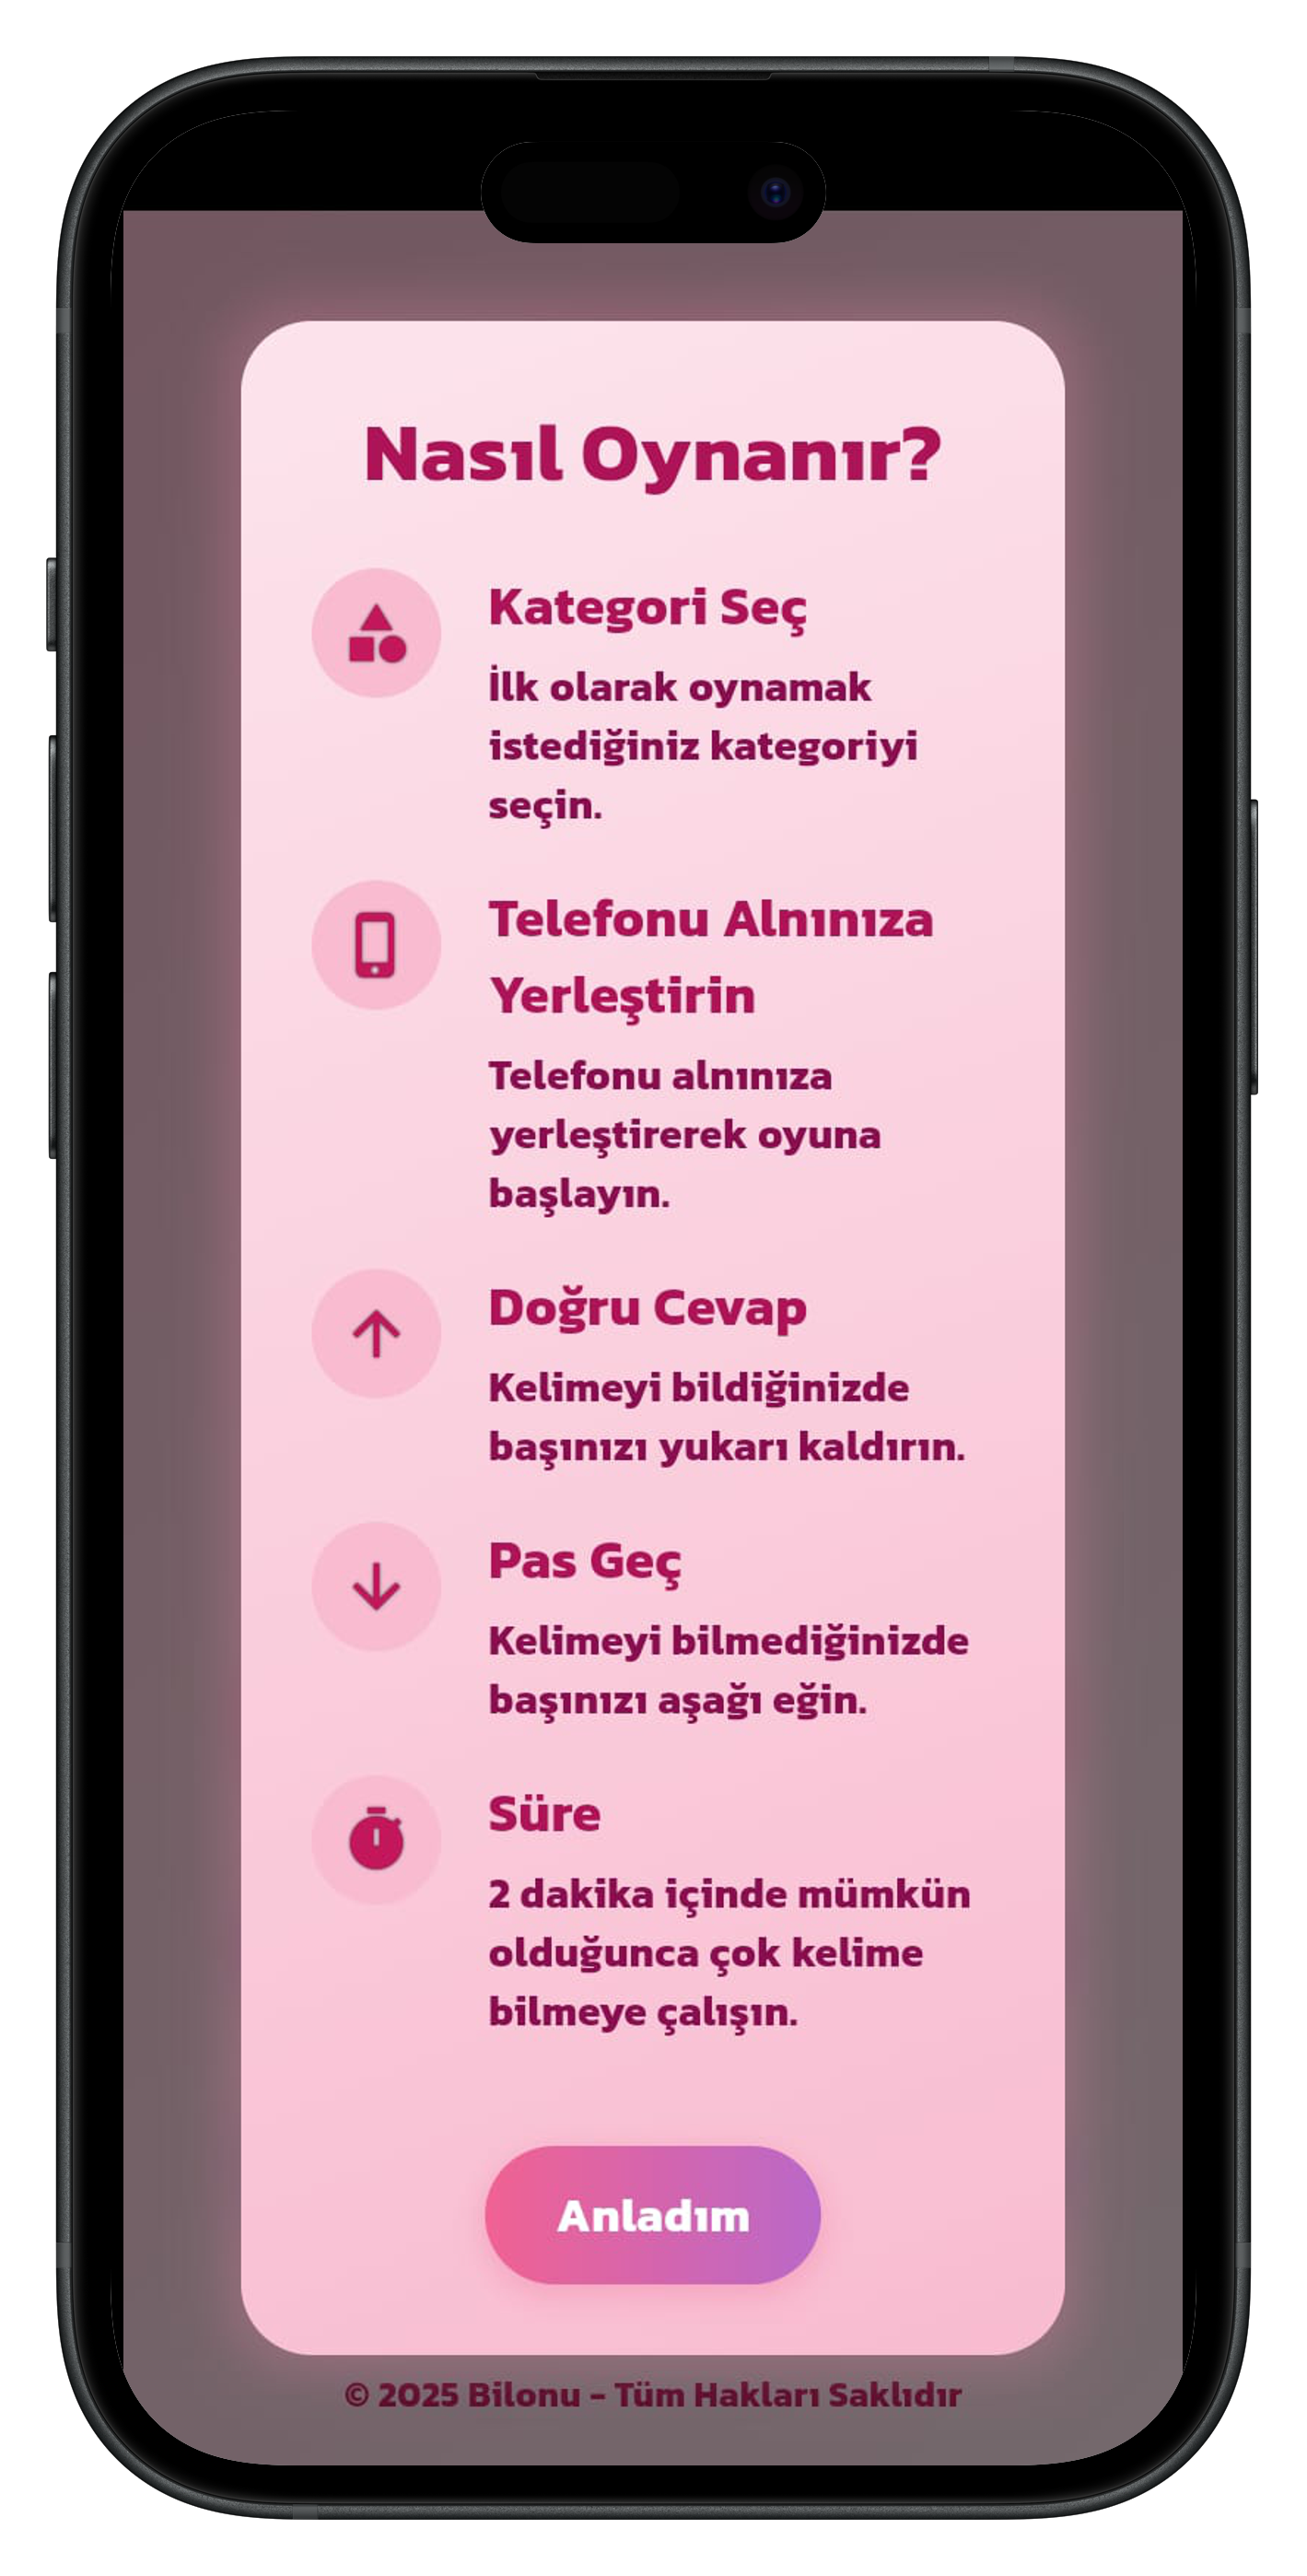 Nasıl Oynanır?
Kategori Seç
İlk olarak oynamak
istediğiniz kategoriyi
seçin.
Telefonu Alnınıza
Yerleştirin
Telefonu alnınıza
yerleştirerek oyuna
başlayın.
Doğru Cevap
Kelimeyi bildiğinizde
başınızı yukarı kaldırın.
Pas Geç
Kelimeyi bilmediğinizde
başınızı aşağı eğin.
Süre
2 dakika içinde mümkün
olduğunca çok kelime
bilmeye çalışın.
Anladım
© 2025 Bilonu - Tüm Hakları Saklıdır